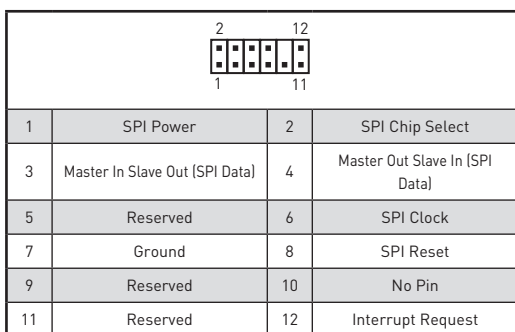 2 12
1 11
1 SPI Power 2 SPI Chip Select
3 Master In Slave Out (SPI Data) 4 Master Out Slave In (SPI
Data)
5 Reserved 6 SPI Clock
7 Ground 8 SPI Reset
9 Reserved 10 No Pin
11 Reserved 12 Interrupt Request